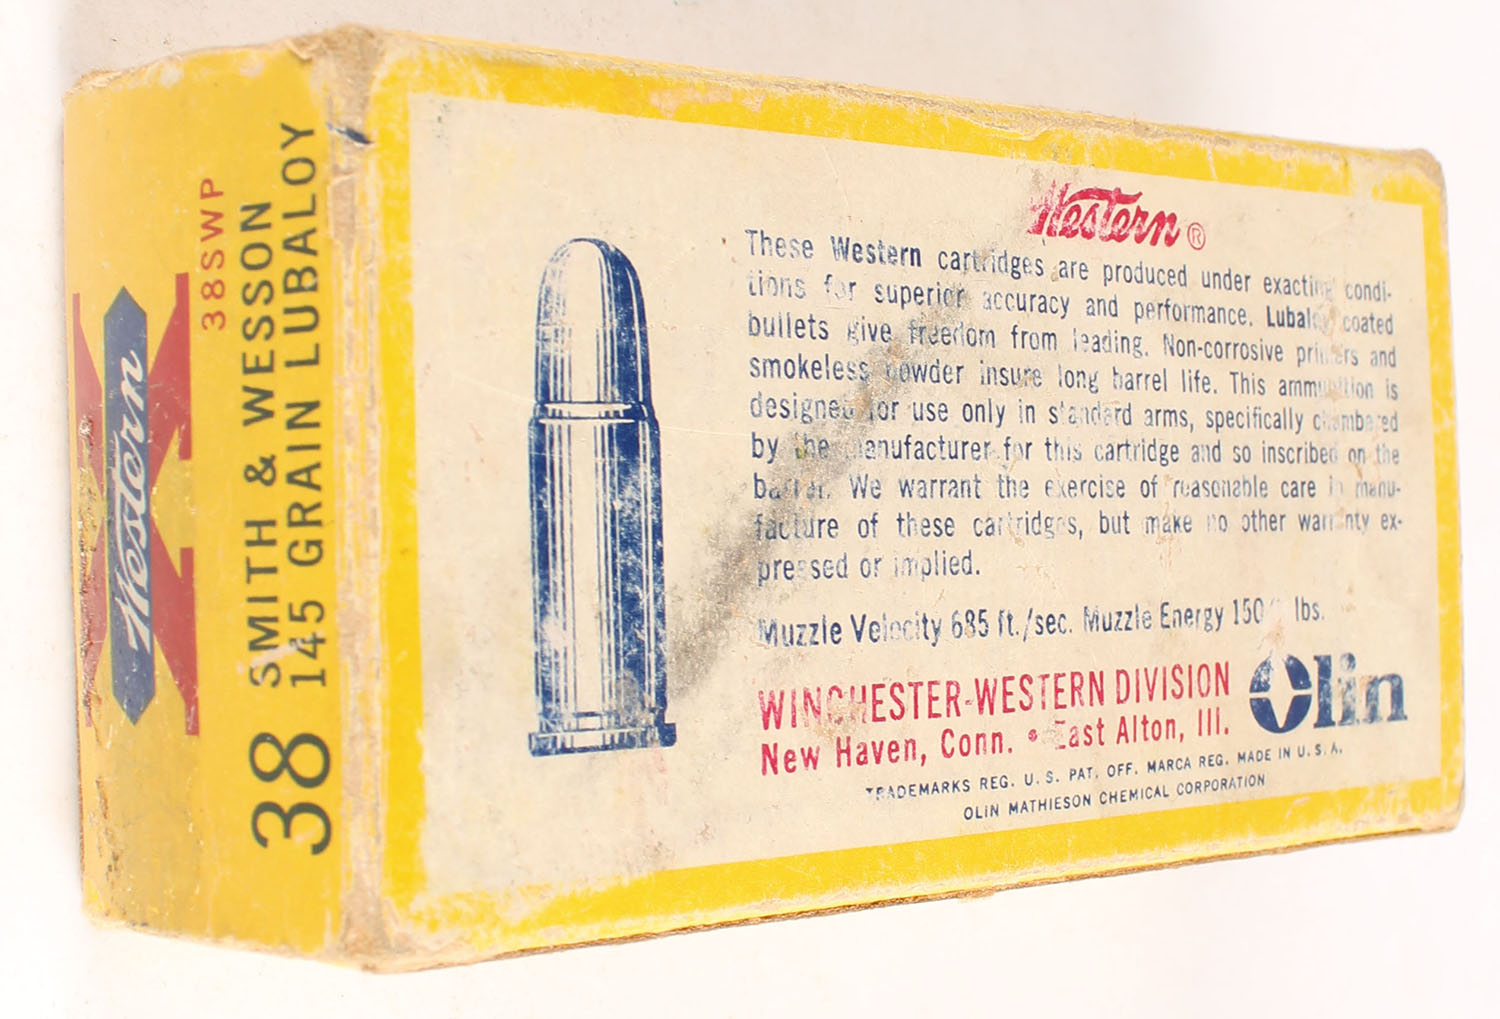 Western
38SWP
38 SMITH & WESSON
145 GRAIN LUBALOY
Western ®
These Western cartridges are produced under exacting condi-
tions for superior accuracy and performance. Lubaloy coated
bullets give freedom from leading. Non-corrosive primers and
smokeless powder insure long barrel life. This ammunition is
designed for use only in standard arms, specifically chambered
by the manufacturer for this cartridge and so inscribed on the
barrel. We warrant the exercise of reasonable care in manu-
facture of these cartridges, but make no other warranty ex-
pressed or implied.
Muzzle Velocity 685 ft./sec. Muzzle Energy 150 lbs.
WINCHESTER-WESTERN DIVISION
New Haven, Conn. • East Alton, Ill.
Olin
TRADEMARKS REG. U. S. PAT. OFF. MARCA REG. MADE IN U. S. A.
OLIN MATHIESON CHEMICAL CORPORATION